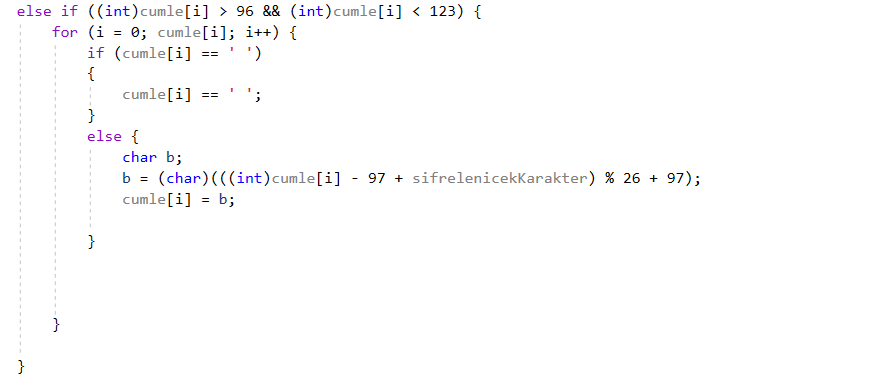 else if ((int)cumle[i] > 96 && (int)cumle[i] < 123) {
for (i = 0; cumle[i]; i++) {
if (cumle[i] == ' ')
{
cumle[i] == ' ';
}
else {
char b;
b = (char)(((int)cumle[i] - 97 + sifrelenicekKarakter) % 26 + 97);
cumle[i] = b;
}
}
}